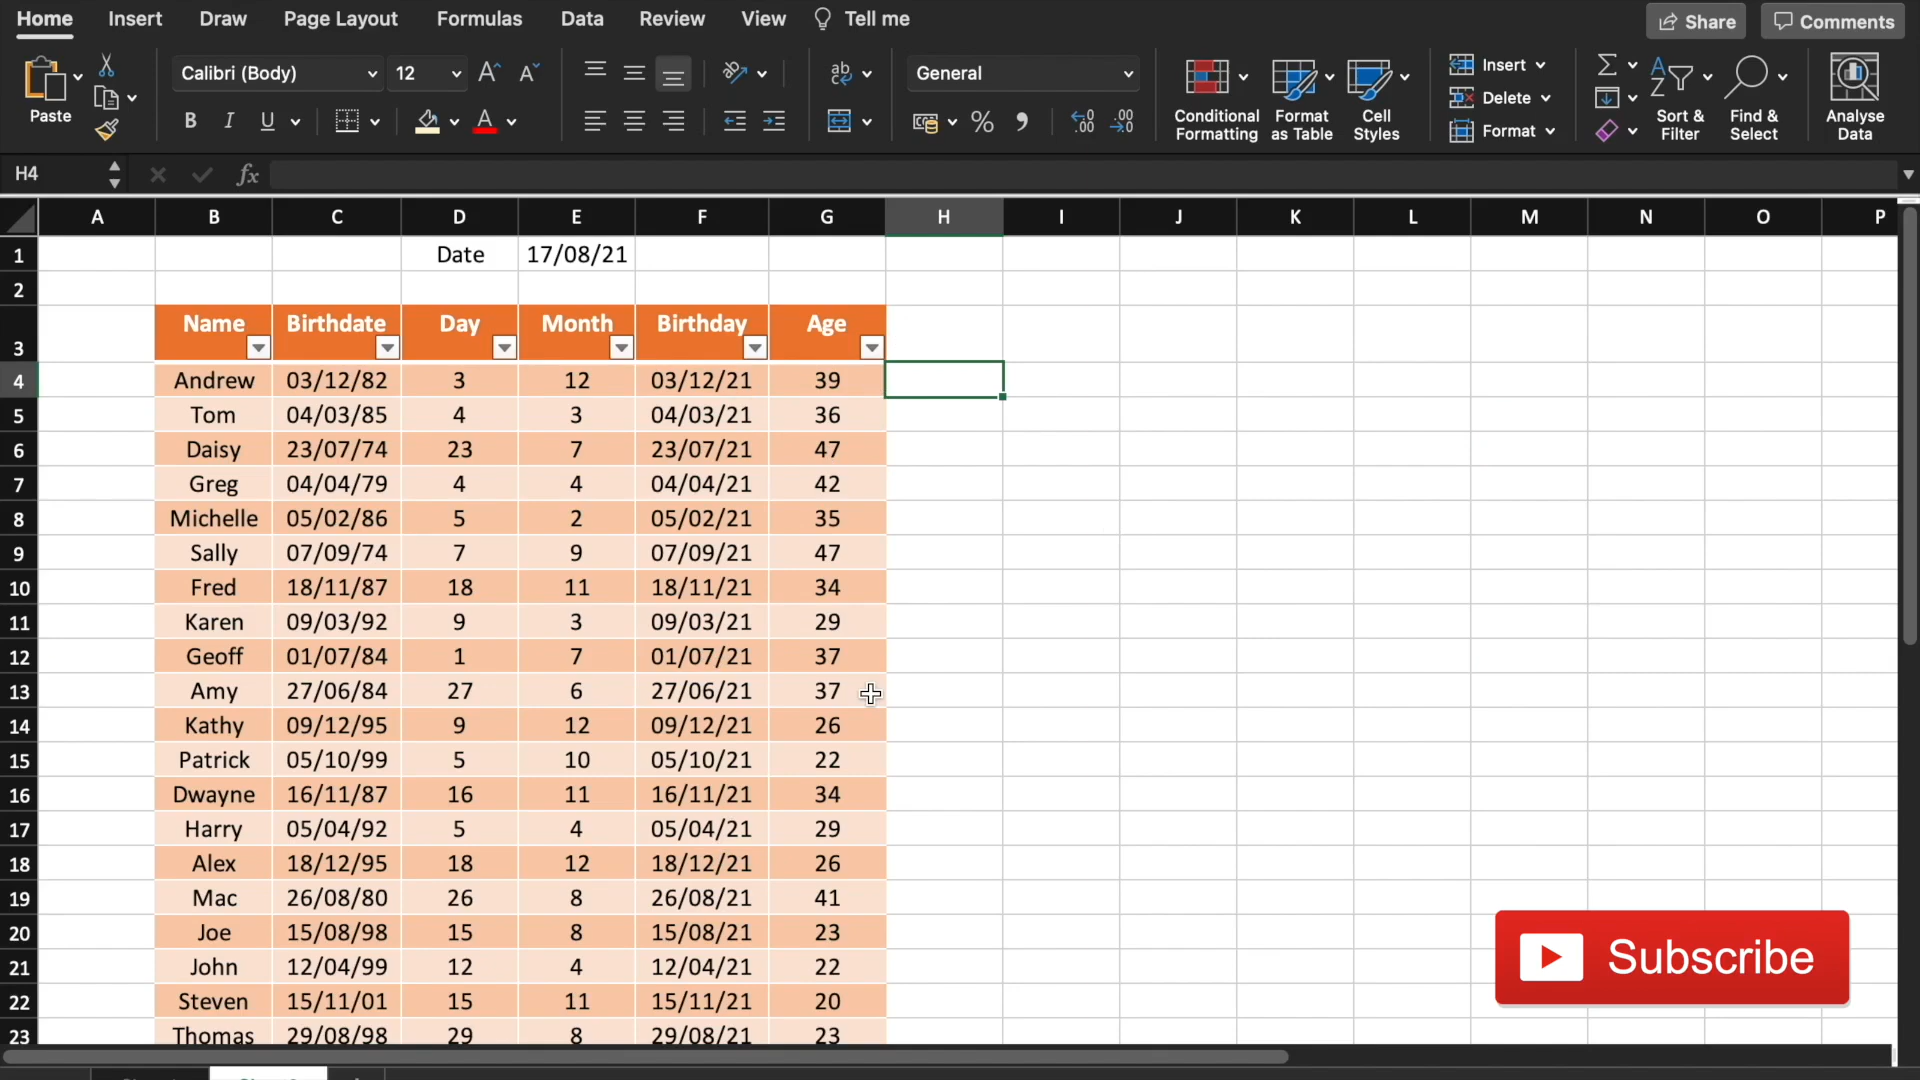 Home Insert Draw Page Layout Formulas Data Review View Tell me Share Comments
Calibri (Body) 12 General Insert
Delete
Paste B I U A Conditional Formatting Format as Table Cell Styles Format Sort & Filter Find & Select Analyse Data
H4 fx
A B C D E F G H I J K L M N O P
1 Date 17/08/21
2
3 Name Birthdate Day Month Birthday Age
4 Andrew 03/12/82 3 12 03/12/21 39
5 Tom 04/03/85 4 3 04/03/21 36
6 Daisy 23/07/74 23 7 23/07/21 47
7 Greg 04/04/79 4 4 04/04/21 42
8 Michelle 05/02/86 5 2 05/02/21 35
9 Sally 07/09/74 7 9 07/09/21 47
10 Fred 18/11/87 18 11 18/11/21 34
11 Karen 09/03/92 9 3 09/03/21 29
12 Geoff 01/07/84 1 7 01/07/21 37
13 Amy 27/06/84 27 6 27/06/21 37
14 Kathy 09/12/95 9 12 09/12/21 26
15 Patrick 05/10/99 5 10 05/10/21 22
16 Dwayne 16/11/87 16 11 16/11/21 34
17 Harry 05/04/92 5 4 05/04/21 29
18 Alex 18/12/95 18 12 18/12/21 26
19 Mac 26/08/80 26 8 26/08/21 41
20 Joe 15/08/98 15 8 15/08/21 23
21 John 12/04/99 12 4 12/04/21 22
22 Steven 15/11/01 15 11 15/11/21 20
23 Thomas 29/08/98 29 8 29/08/21 23
Subscribe